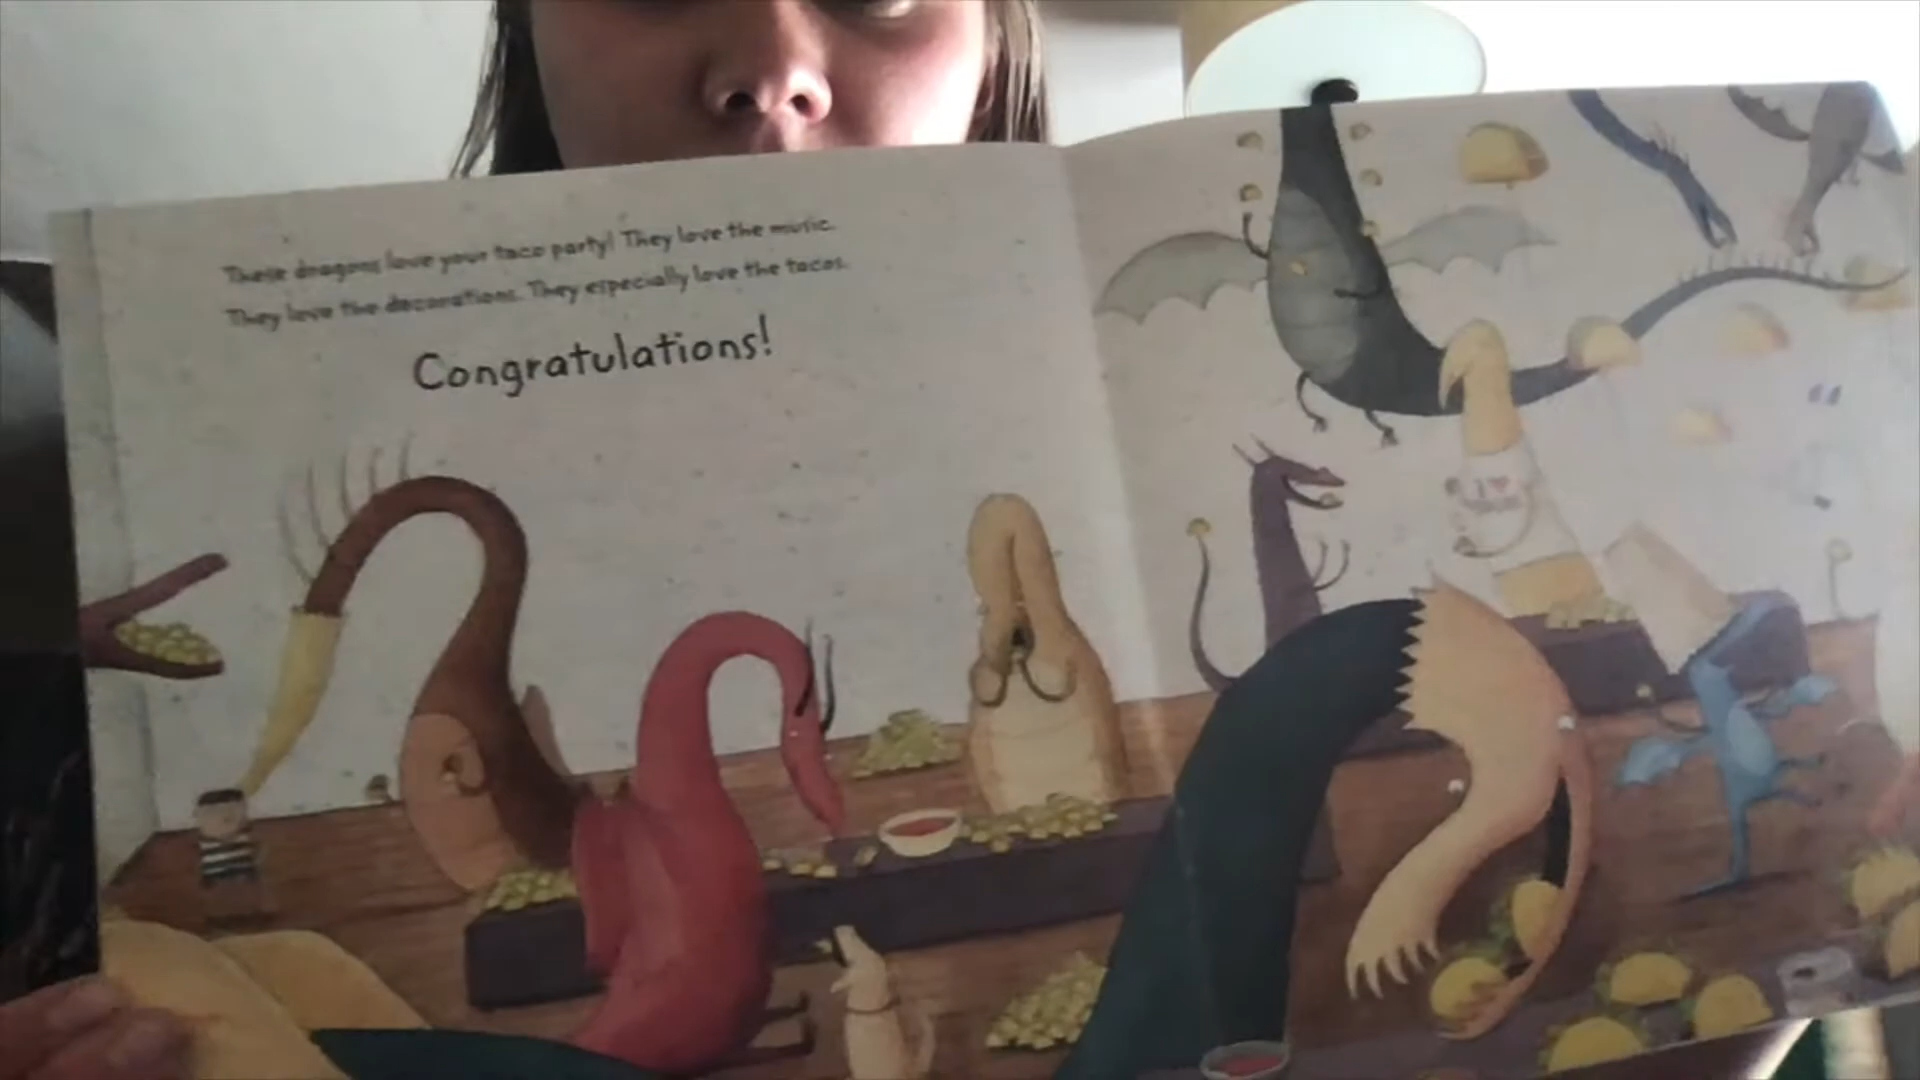 These dragons love your taco party! They love the music.
They love the decorations. They especially love the tacos.
Congratulations!
I